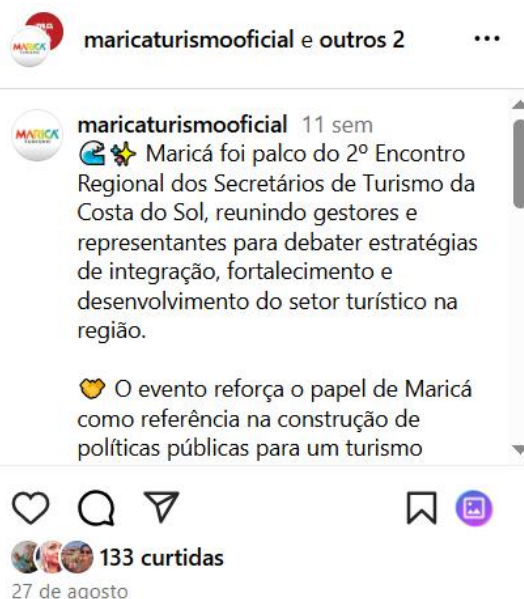 maricaturismooficial e outros 2
maricaturismooficial 11 sem
🌊✨ Maricá foi palco do 2º Encontro
Regional dos Secretários de Turismo da
Costa do Sol, reunindo gestores e
representantes para debater estratégias
de integração, fortalecimento e
desenvolvimento do setor turístico na
região.
🤝 O evento reforça o papel de Maricá
como referência na construção de
políticas públicas para um turismo
133 curtidas
27 de agosto